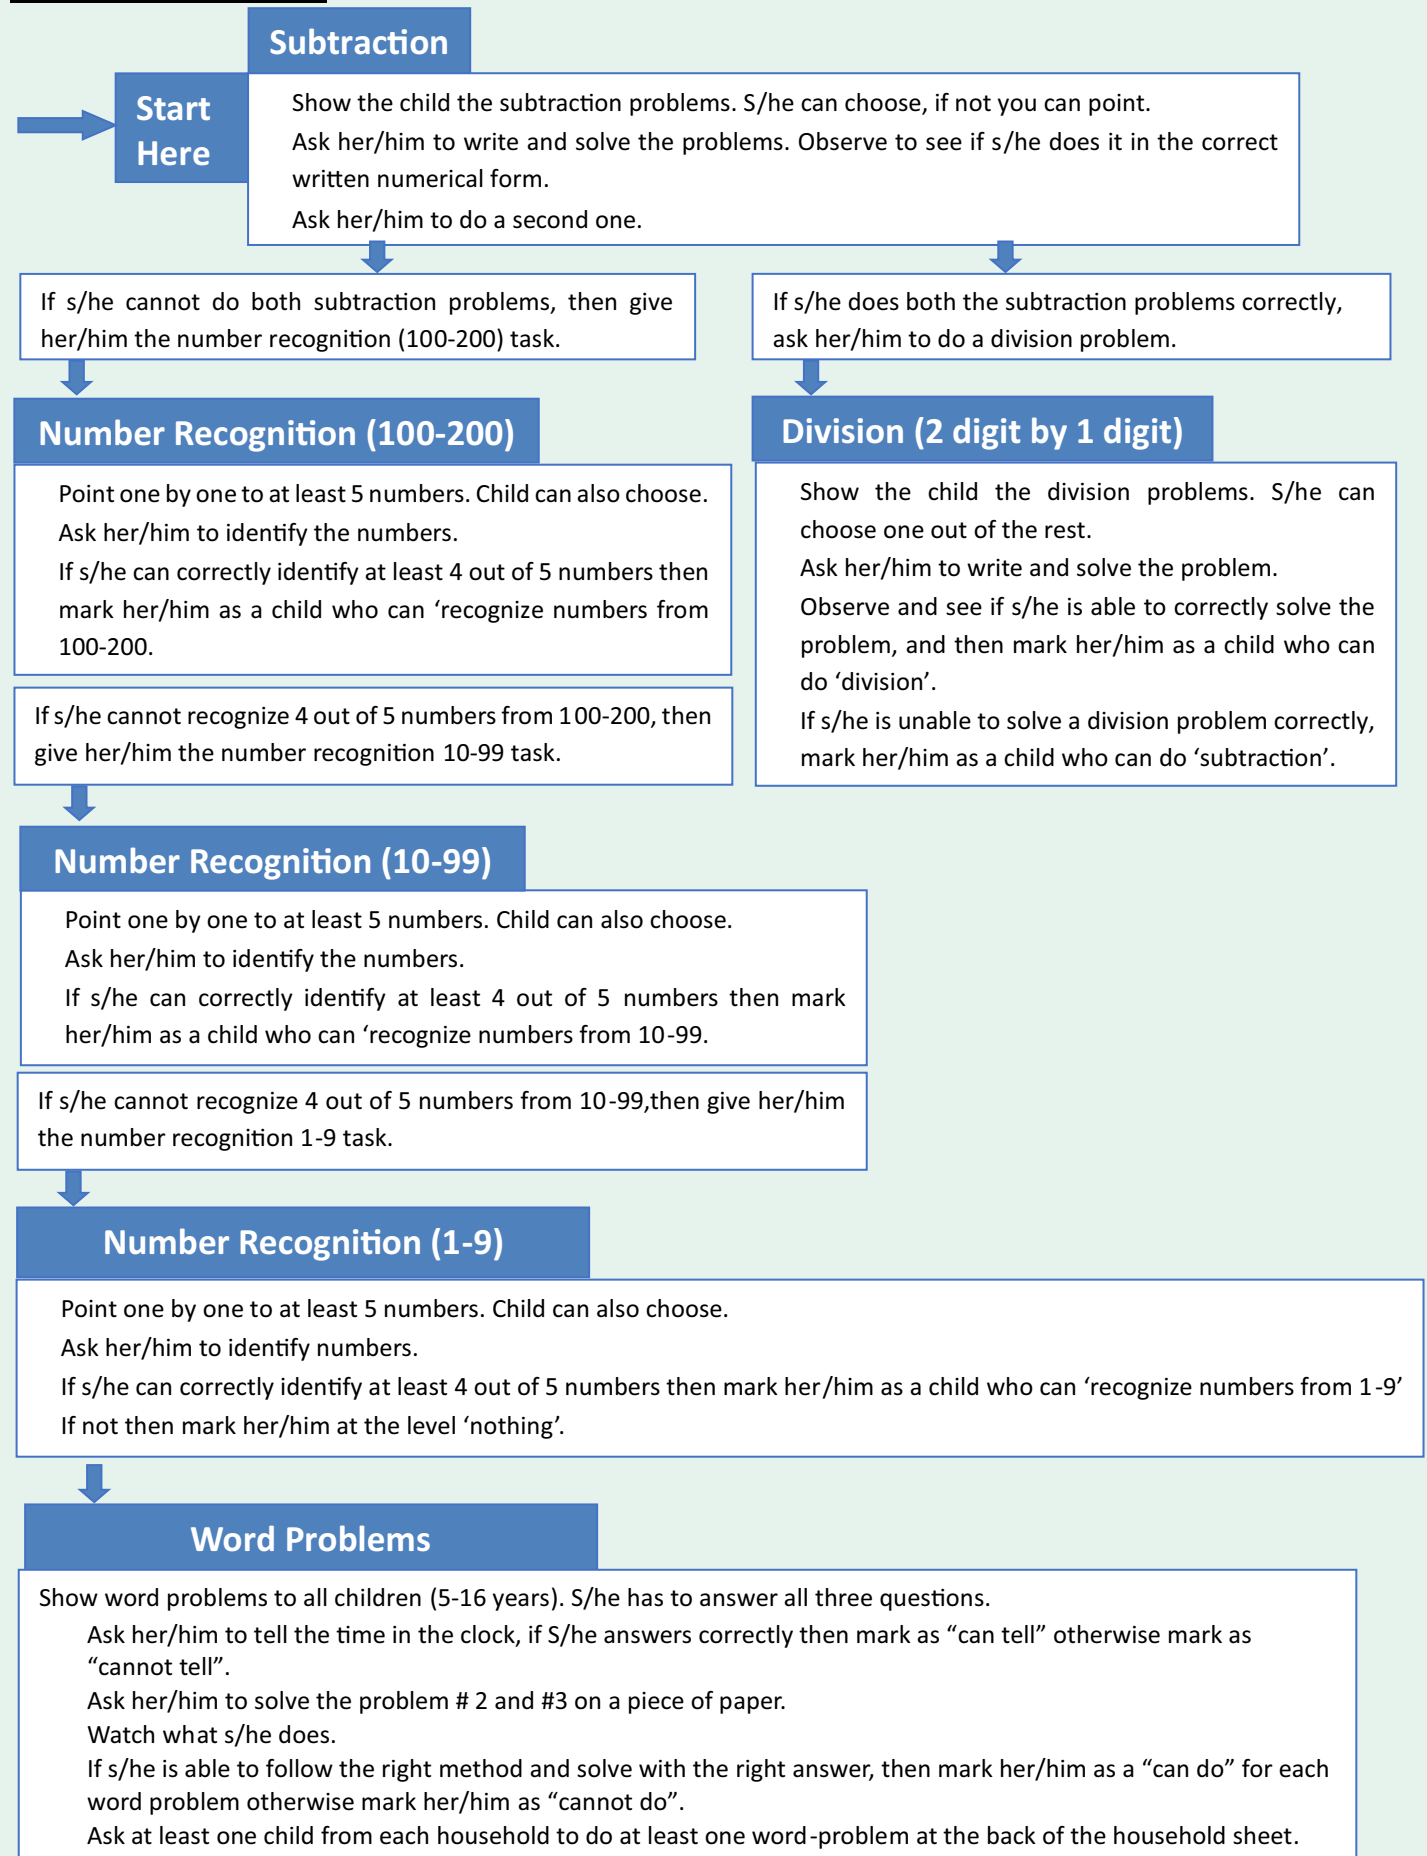 Subtraction
Start
Here
Show the child the subtraction problems. S/he can choose, if not you can point.
Ask her/him to write and solve the problems. Observe to see if s/he does it in the correct
written numerical form.
Ask her/him to do a second one.
If s/he cannot do both subtraction problems, then give
her/him the number recognition (100-200) task.
If s/he does both the subtraction problems correctly,
ask her/him to do a division problem.
Number Recognition (100-200)
Point one by one to at least 5 numbers. Child can also choose.
Ask her/him to identify the numbers.
If s/he can correctly identify at least 4 out of 5 numbers then
mark her/him as a child who can ‘recognize numbers from
100-200.
If s/he cannot recognize 4 out of 5 numbers from 100-200, then
give her/him the number recognition 10-99 task.
Division (2 digit by 1 digit)
Show the child the division problems. S/he can
choose one out of the rest.
Ask her/him to write and solve the problem.
Observe and see if s/he is able to correctly solve the
problem, and then mark her/him as a child who can
do ‘division’.
If s/he is unable to solve a division problem correctly,
mark her/him as a child who can do ‘subtraction’.
Number Recognition (10-99)
Point one by one to at least 5 numbers. Child can also choose.
Ask her/him to identify the numbers.
If s/he can correctly identify at least 4 out of 5 numbers then mark
her/him as a child who can ‘recognize numbers from 10-99.
If s/he cannot recognize 4 out of 5 numbers from 10-99,then give her/him
the number recognition 1-9 task.
Number Recognition (1-9)
Point one by one to at least 5 numbers. Child can also choose.
Ask her/him to identify numbers.
If s/he can correctly identify at least 4 out of 5 numbers then mark her/him as a child who can ‘recognize numbers from 1-9’
If not then mark her/him at the level ‘nothing’.
Word Problems
Show word problems to all children (5-16 years). S/he has to answer all three questions.
Ask her/him to tell the time in the clock, if S/he answers correctly then mark as “can tell” otherwise mark as
“cannot tell”.
Ask her/him to solve the problem # 2 and #3 on a piece of paper.
Watch what s/he does.
If s/he is able to follow the right method and solve with the right answer, then mark her/him as a “can do” for each
word problem otherwise mark her/him as “cannot do”.
Ask at least one child from each household to do at least one word-problem at the back of the household sheet.